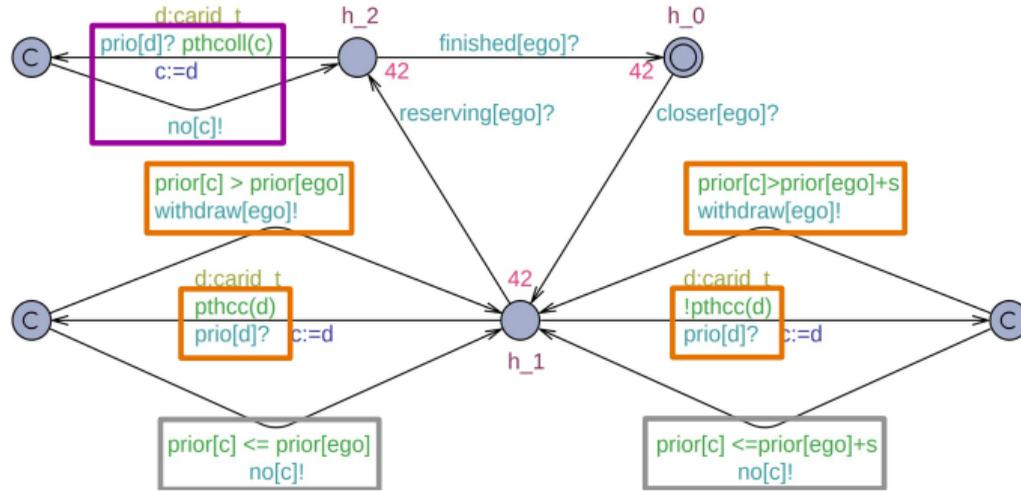 d:carid_t
h_2
h_0
prio[d]? pthcoll(c)
finished[ego]?
C
c:=d
42
42
no[c]!
reserving[ego]?
closer[ego]?
prior[c] > prior[ego]
withdraw[ego]!
prior[c]>prior[ego]+s
withdraw[ego]!
42
d:carid_t
d:carid_t
pthcc(d)
!pthcc(d)
C
prio[d]?
c:=d
prio[d]?
c:=d
C
h_1
prior[c] <= prior[ego]
no[c]!
prior[c] <=prior[ego]+s
no[c]!